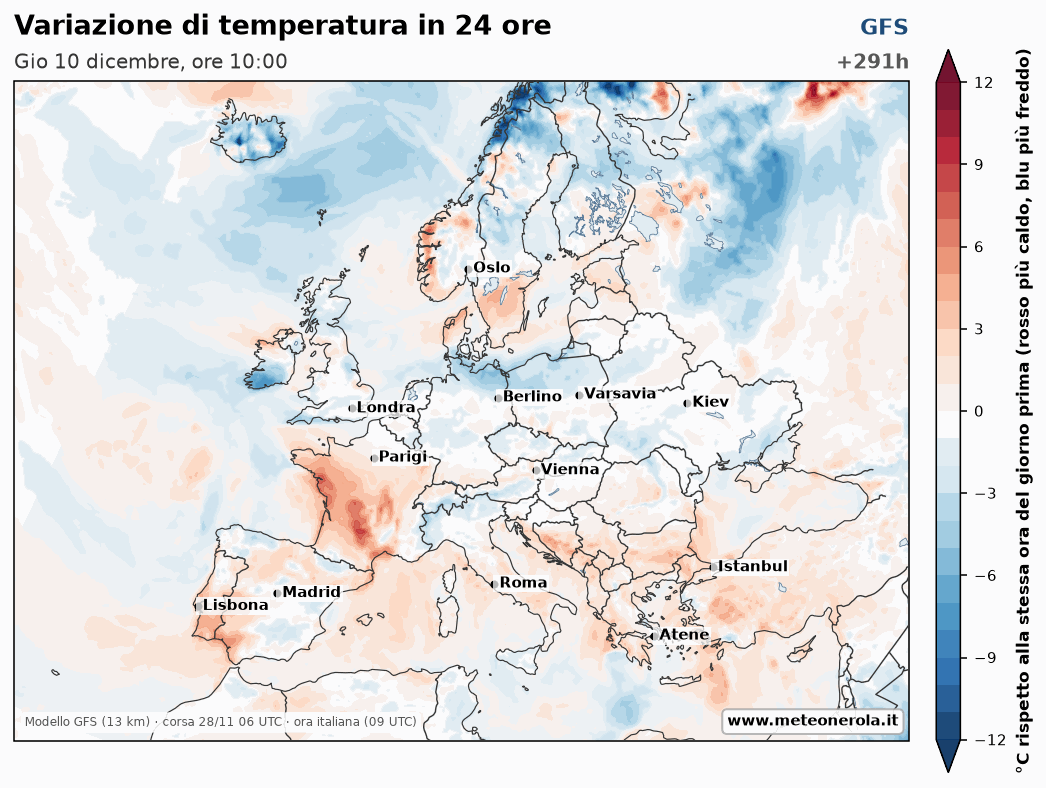 Variazione di temperatura in 24 ore
GFS
Gio 10 dicembre, ore 10:00
+291h
12
9
6
3
0
−3
−6
−9
−12
°C rispetto alla stessa ora del giorno prima (rosso più caldo, blu più freddo)
Oslo
Berlino
Varsavia
Kiev
Londra
Parigi
Vienna
Istanbul
Roma
Madrid
Lisbona
Atene
Modello GFS (13 km) · corsa 28/11 06 UTC · ora italiana (09 UTC)
www.meteonerola.it